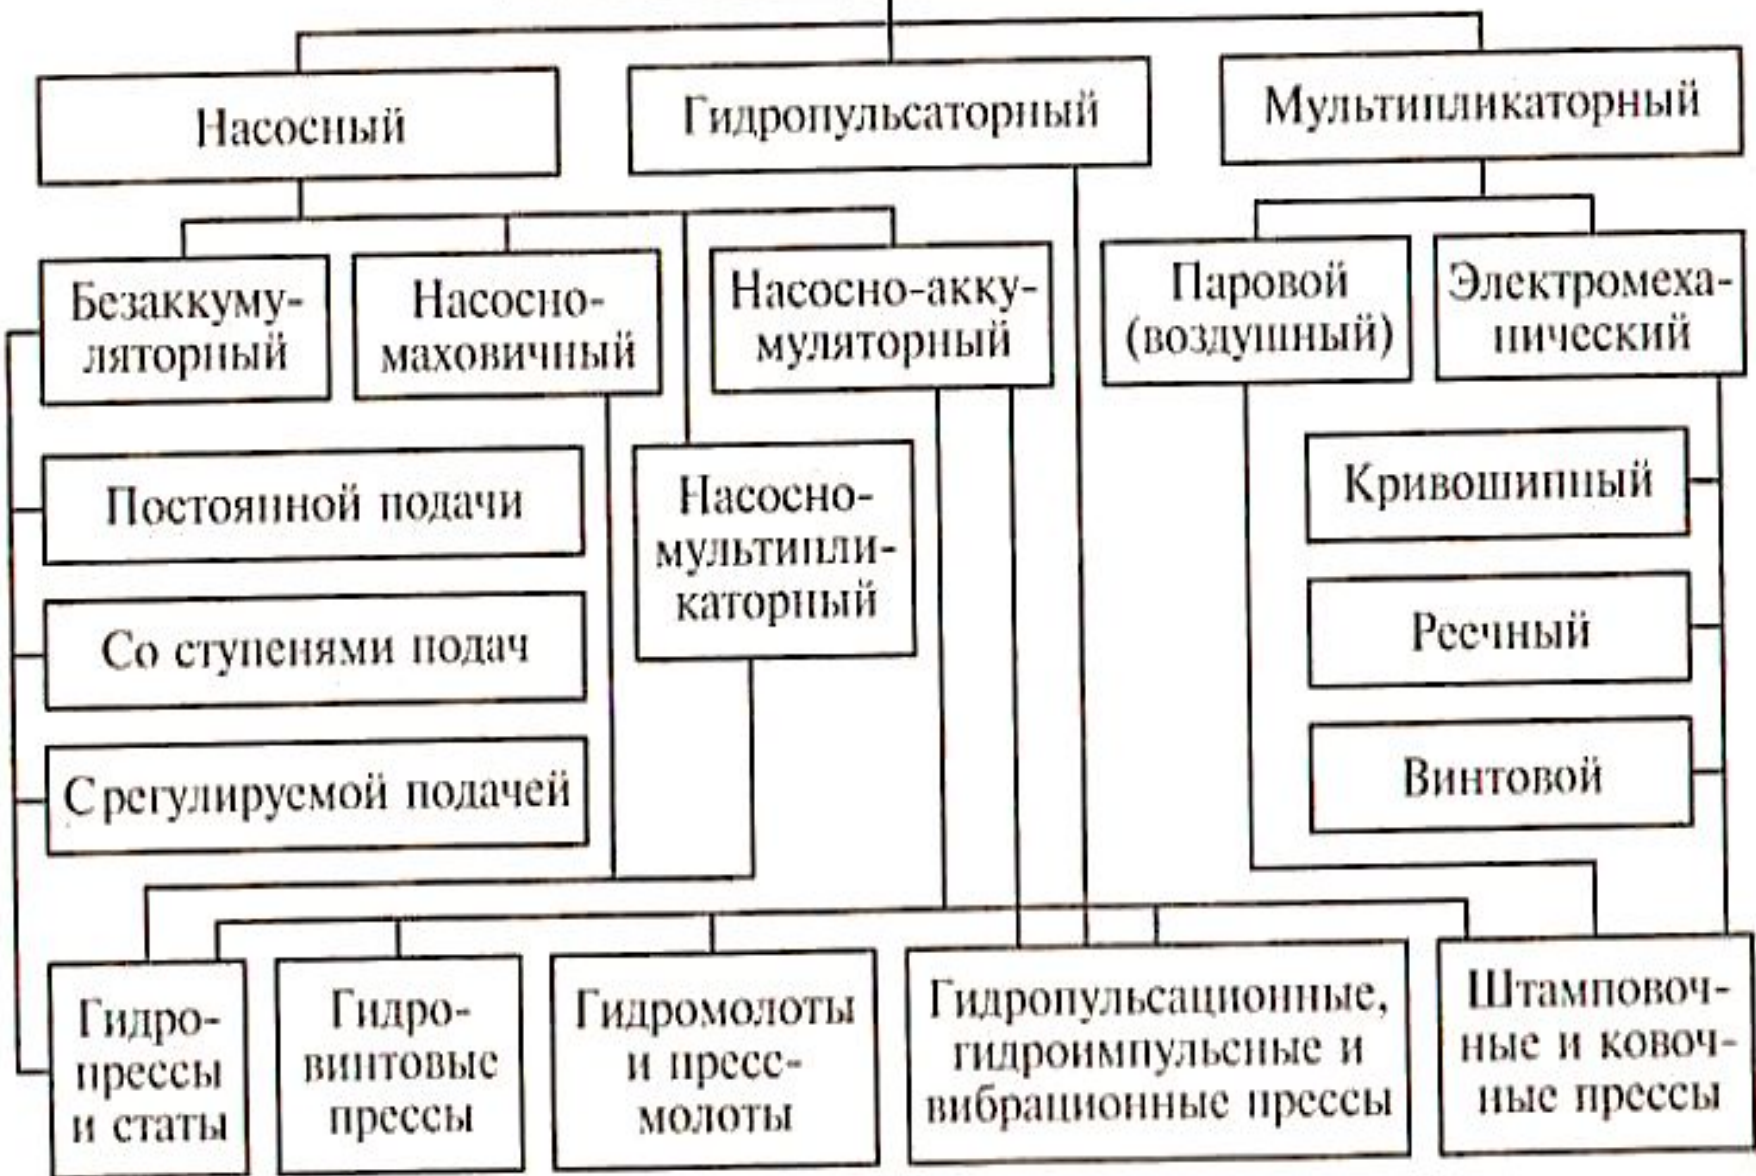 Насосный
Гидропульсаторный
Мультипликаторный
Безаккуму-
ляторный
Насосно-
маховичный
Насосно-акку-
муляторный
Паровой
(воздушный)
Электромеха-
нический
Постоянной подачи
Со ступенями подач
С регулируемой подачей
Насосно-
мультипли-
каторный
Кривошипный
Реечный
Винтовой
Гидро-
прессы
и статы
Гидро-
винтовые
прессы
Гидромолоты
и пресс-
молоты
Гидропульсационные,
гидроимпульсные и
вибрационные прессы
Штамповоч-
ные и ковоч-
ные прессы